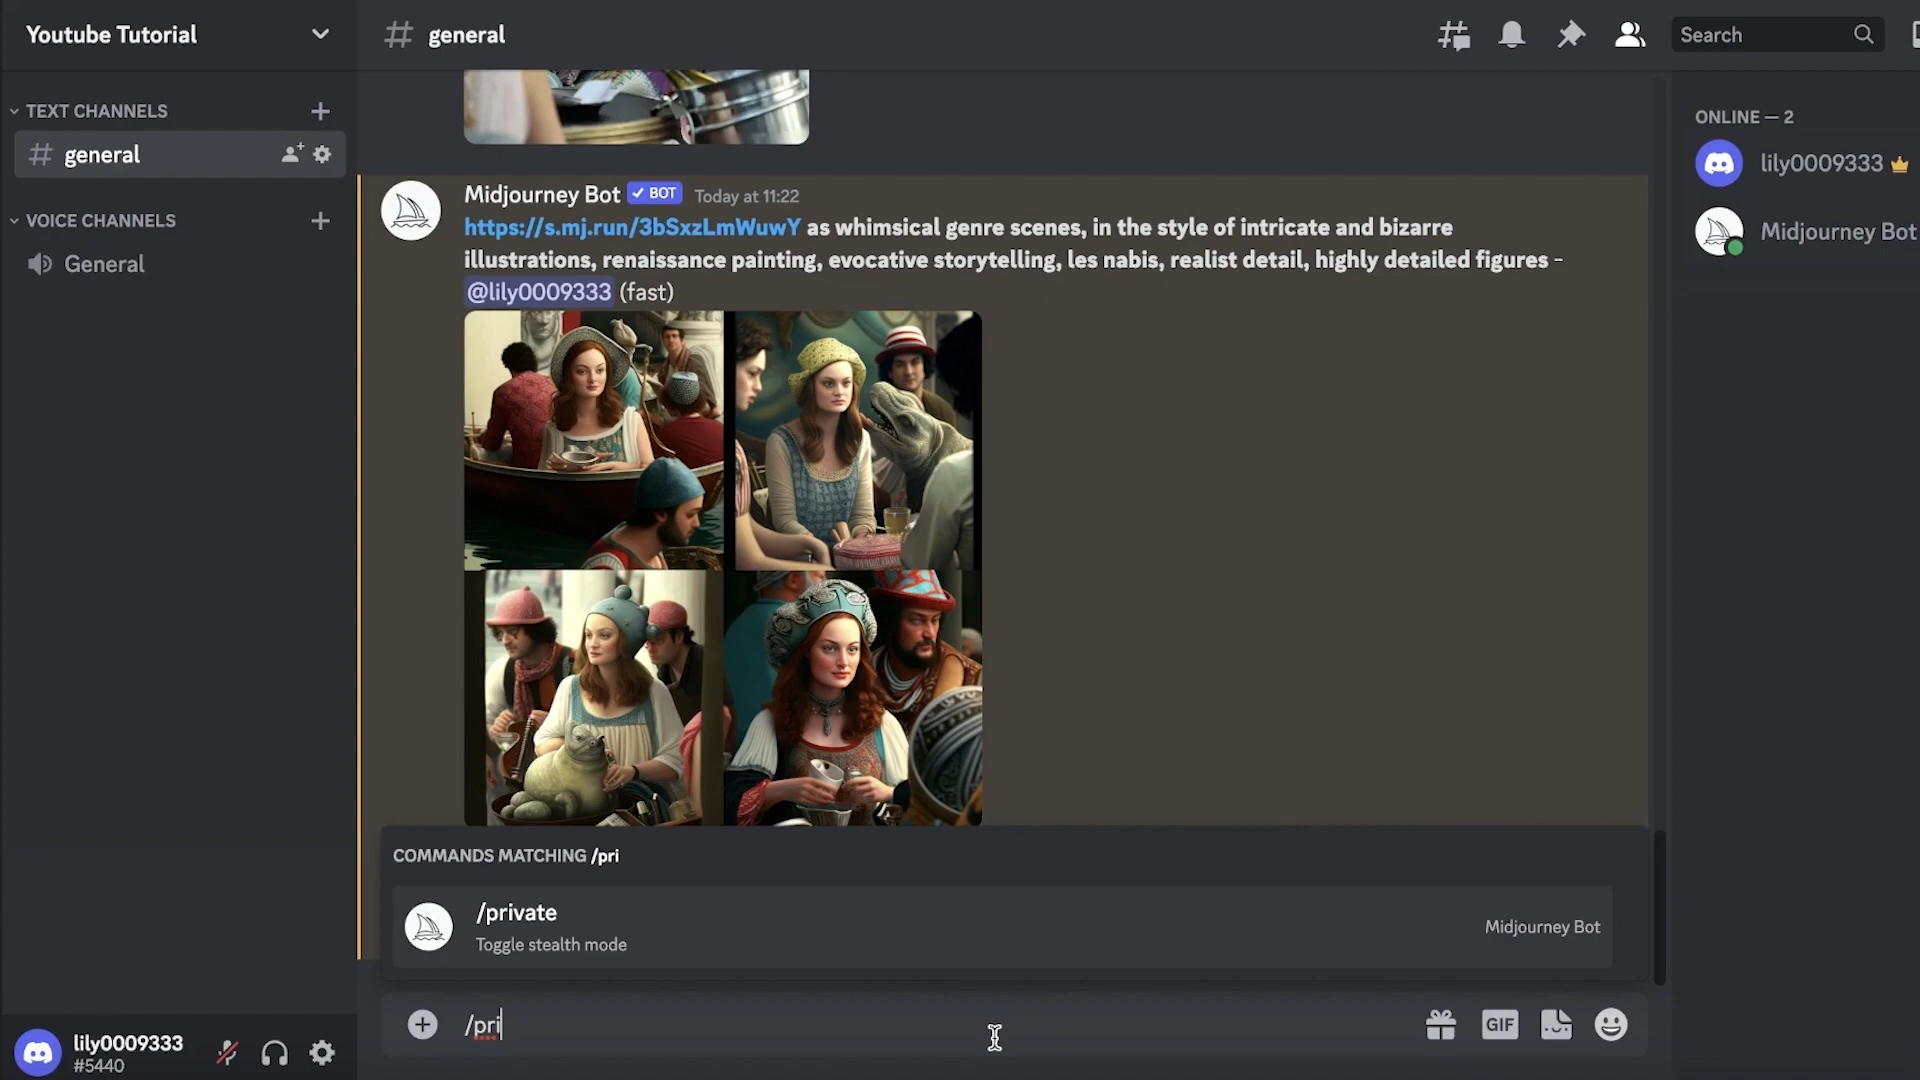 Youtube Tutorial
general
Search
TEXT CHANNELS
general
VOICE CHANNELS
General
Midjourney Bot BOT Today at 11:22
https://s.mj.run/3bSxzLmWuwY as whimsical genre scenes, in the style of intricate and bizarre
illustrations, renaissance painting, evocative storytelling, les nabis, realist detail, highly detailed figures -
@lily0009333 (fast)
COMMANDS MATCHING /pri
/private
Toggle stealth mode
Midjourney Bot
/pri
GIF
lily0009333
#5440
ONLINE — 2
lily0009333
Midjourney Bot